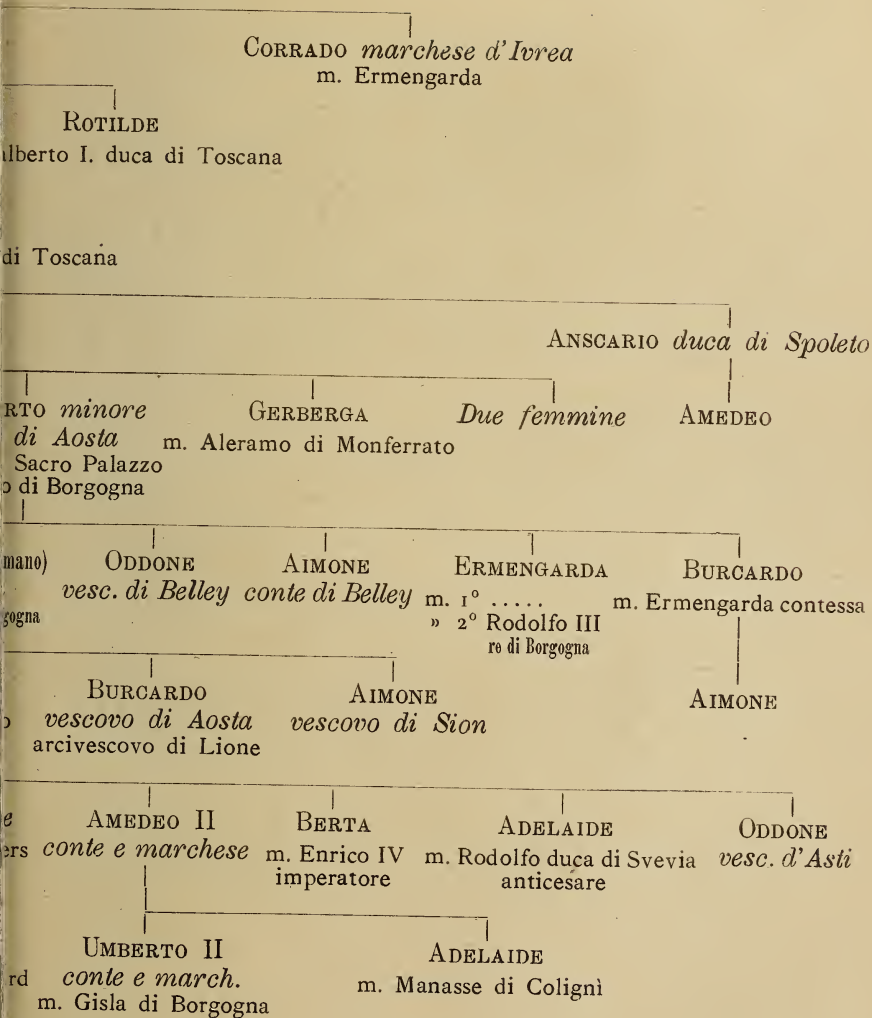 CORRADO marchese d'Ivrea
m. Ermengarda
ROTILDE
lberto I. duca di Toscana
di Toscana
ANSCARIO duca di Spoleto
RTO minore GERBERGA Due femmine AMEDEO
di Aosta m. Aleramo di Monferrato
Sacro Palazzo
o di Borgogna
mano) ODDONE AIMONE ERMENGARDA BURCARDO
vesc. di Belley conte di Belley m. 1º ..... m. Ermengarda contessa
gogna » 2º Rodolfo III
re di Borgogna
BURCARDO AIMONE AIMONE
o vescovo di Aosta vescovo di Sion
arcivescovo di Lione
e AMEDEO II BERTA ADELAIDE ODDONE
ers conte e marchese m. Enrico IV m. Rodolfo duca di Svevia vesc. d'Asti
imperatore anticesare
UMBERTO II ADELAIDE
rd conte e march. m. Manasse di Colignì
m. Gisla di Borgogna